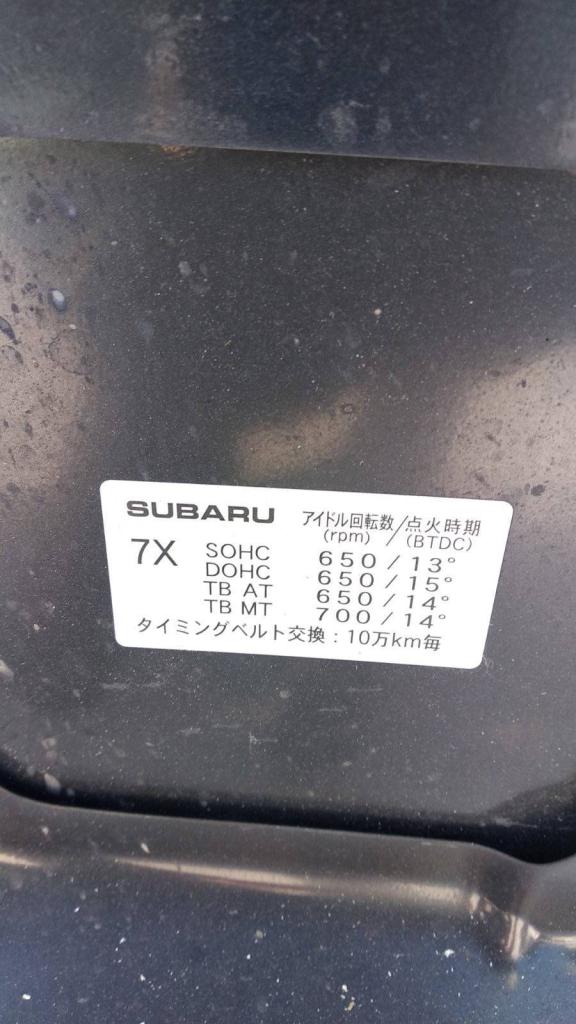 SUBARU アイドル回転数/点火時期
(rpm) (BTDC)
7X SOHC 650/13°
DOHC 650/15°
TB AT 650/14°
TB MT 700/14°
タイミングベルト交換:10万km毎